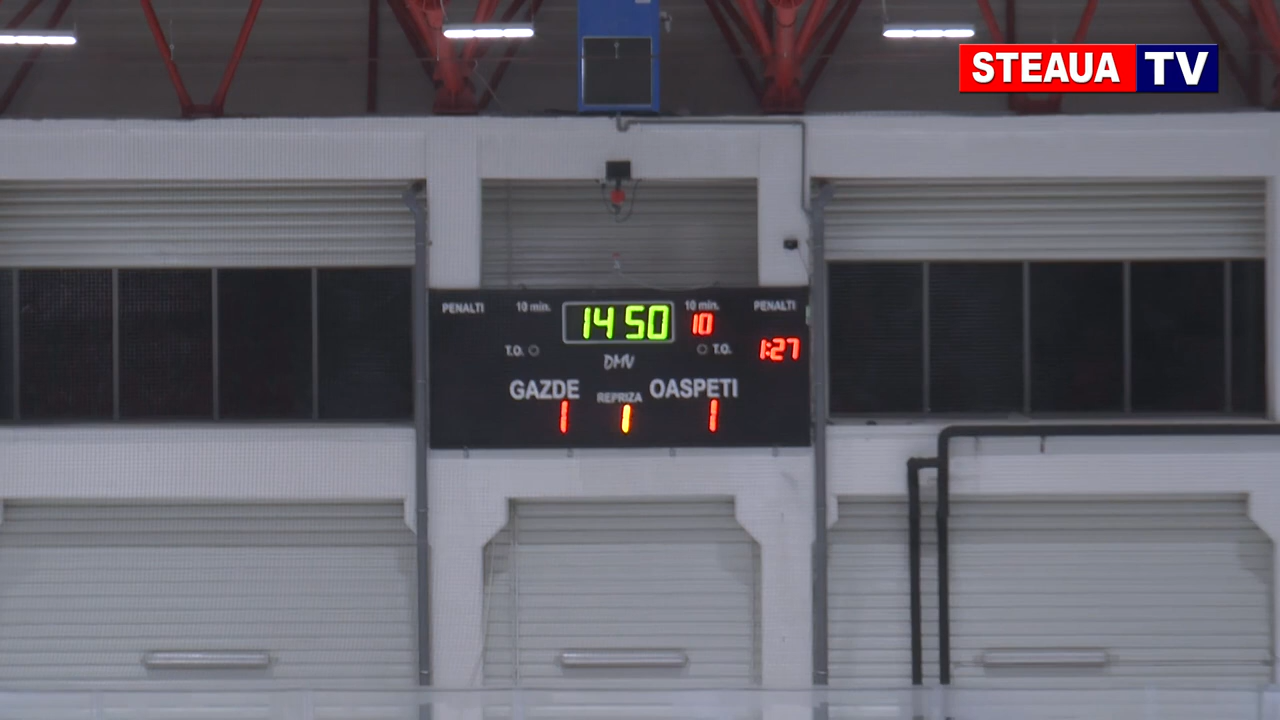 STEAUA TV
PENALTI 10 min. 14 50 10 min. PENALTI
10
T.O. T.O. 1:27
DMV
GAZDE REPRIZA OASPETI
1 1 1